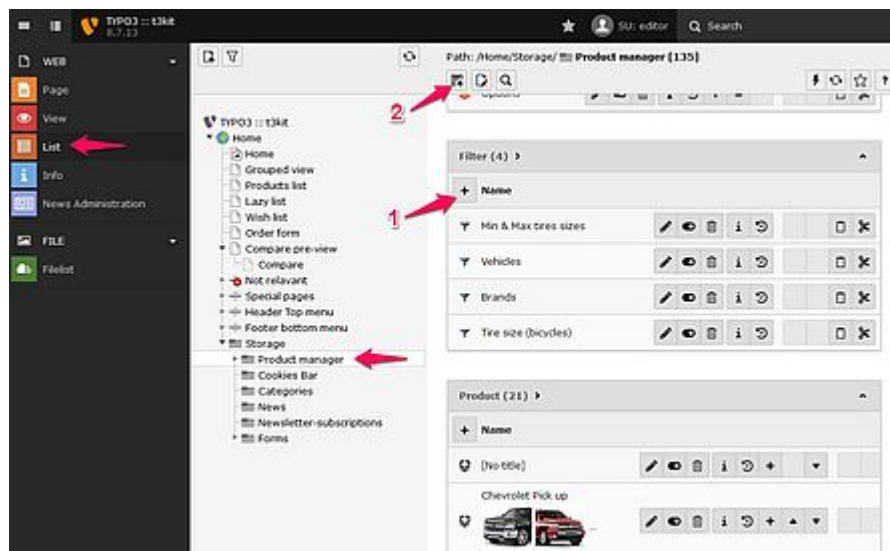 TYPO3 :: t3kit
8.7.13
SU: editor
Search
WEB
Page
View
List
Info
News Administration
FILE
Filelist
TYPO3 :: t3kit
Home
Home
Grouped view
Products list
Lazy list
Wish list
Order form
Compare pre-view
Compare
Not relavant
Special pages
Header Top menu
Footer bottom menu
Storage
Product manager
Cookies Bar
Categories
News
Newsletter-subscriptions
Forms
Path: /Home/Storage/ Product manager [135]
2
Filter (4)
Name
1
Min & Max tires sizes
Vehicles
Brands
Tire size (bicycles)
Product (21)
Name
[No title]
Chevrolet Pick up